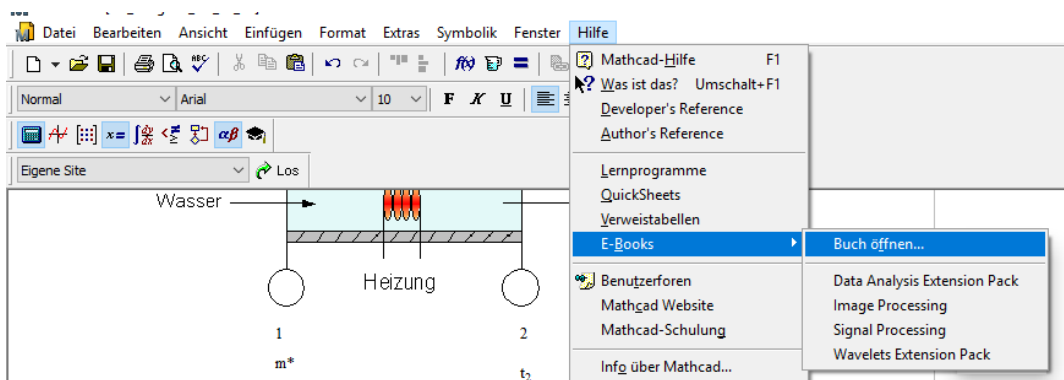 Datei Bearbeiten Ansicht Einfügen Format Extras Symbolik Fenster Hilfe
Normal Arial 10 F K U
Eigene Site Los
Mathcad-Hilfe F1
Was ist das? Umschalt+F1
Developer's Reference
Author's Reference
Lernprogramme
QuickSheets
Verweistabellen
E-Books
Benutzerforen
Mathcad Website
Mathcad-Schulung
Info über Mathcad...
Buch öffnen...
Data Analysis Extension Pack
Image Processing
Signal Processing
Wavelets Extension Pack
Wasser
Heizung
1 2
m* t₂